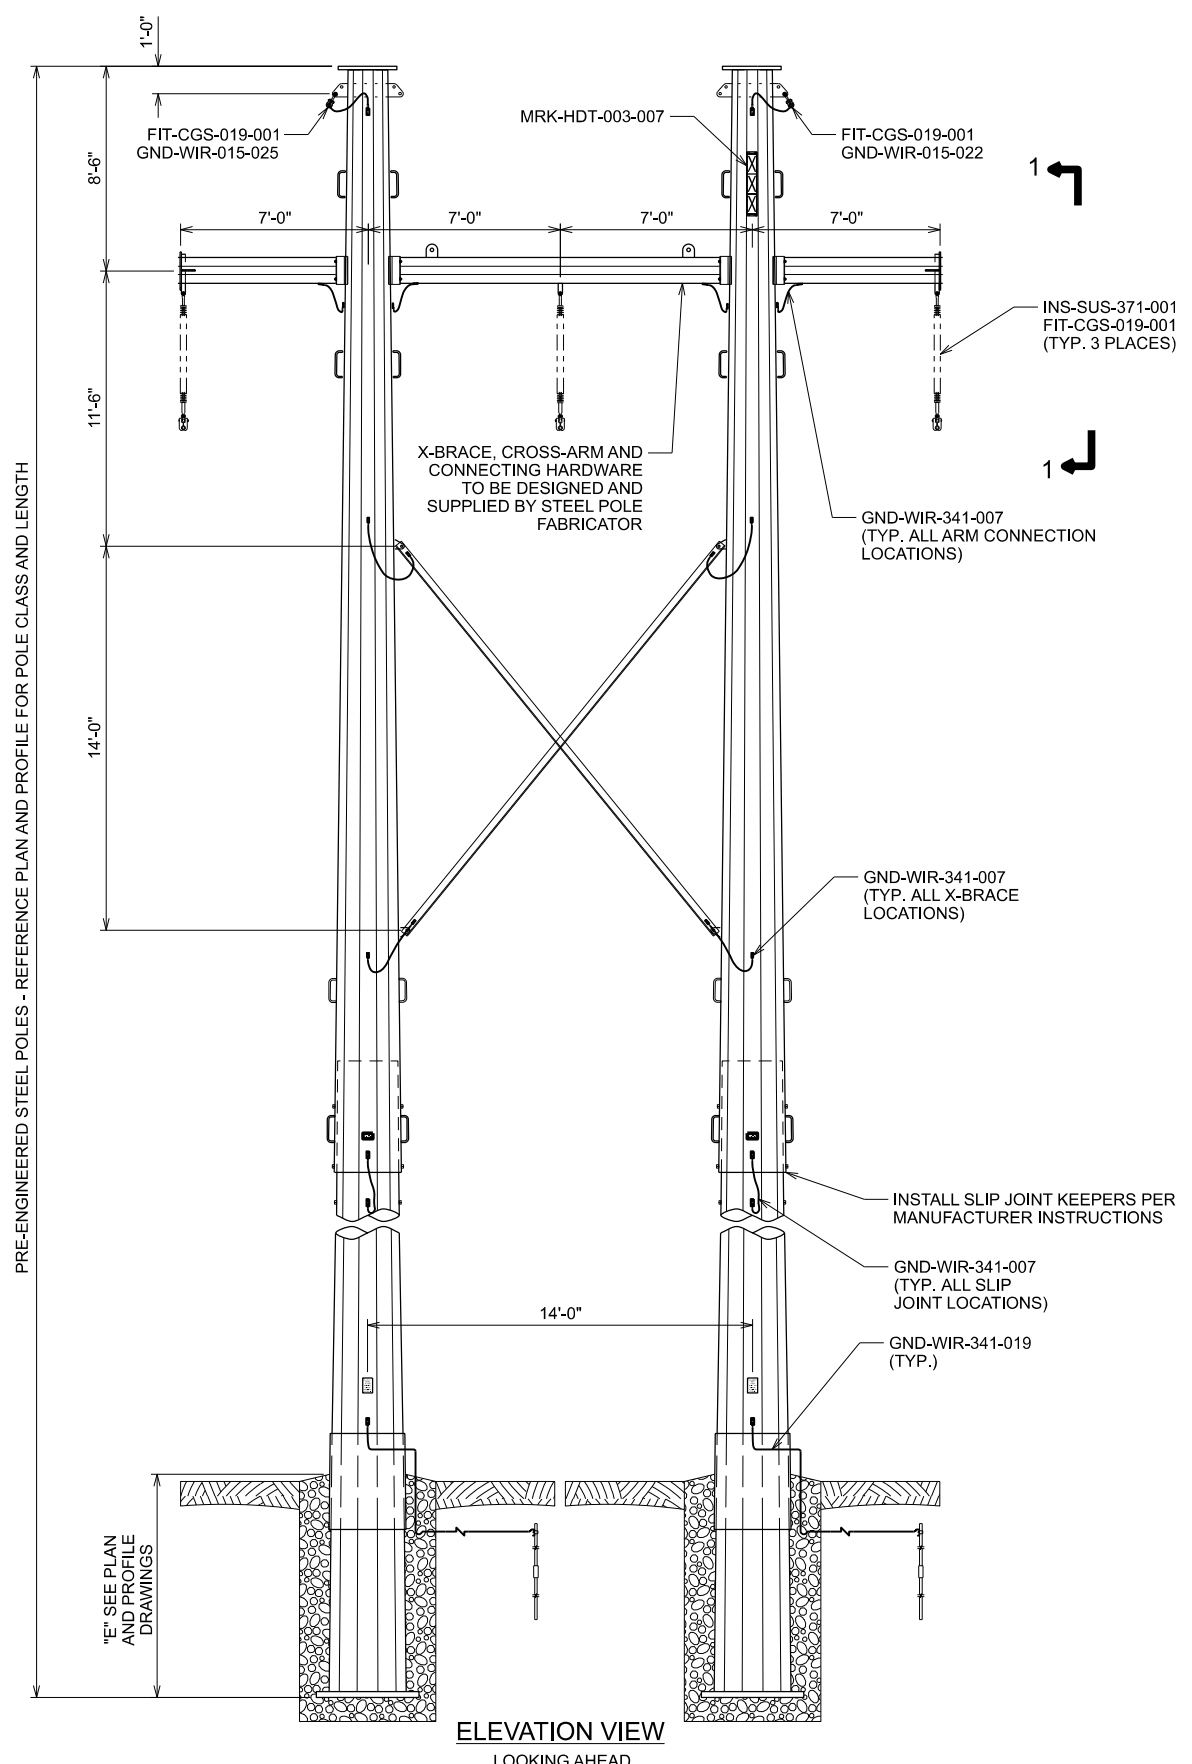 1'-0"
FIT-CGS-019-001
GND-WIR-015-025
MRK-HDT-003-007
FIT-CGS-019-001
GND-WIR-015-022
8'-6"
1
7'-0"
7'-0"
7'-0"
7'-0"
INS-SUS-371-001
FIT-CGS-019-001
(TYP. 3 PLACES)
11'-6"
X-BRACE, CROSS-ARM AND
CONNECTING HARDWARE
TO BE DESIGNED AND
SUPPLIED BY STEEL POLE
FABRICATOR
1
GND-WIR-341-007
(TYP. ALL ARM CONNECTION
LOCATIONS)
14'-0"
PRE-ENGINEERED STEEL POLES - REFERENCE PLAN AND PROFILE FOR POLE CLASS AND LENGTH
GND-WIR-341-007
(TYP. ALL X-BRACE
LOCATIONS)
INSTALL SLIP JOINT KEEPERS PER
MANUFACTURER INSTRUCTIONS
GND-WIR-341-007
(TYP. ALL SLIP
JOINT LOCATIONS)
14'-0"
GND-WIR-341-019
(TYP.)
"E" SEE PLAN
AND PROFILE
DRAWINGS
ELEVATION VIEW
LOOKING AHEAD